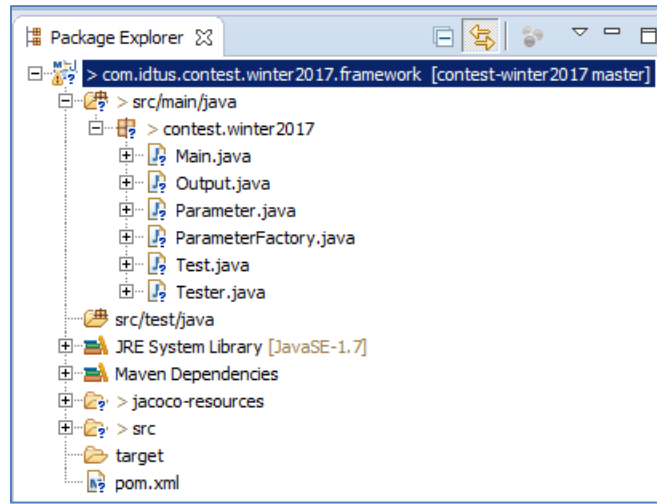 Package Explorer
> com.idtus.contest.winter2017.framework [contest-winter2017 master]
> src/main/java
> contest.winter2017
Main.java
Output.java
Parameter.java
ParameterFactory.java
Test.java
Tester.java
src/test/java
JRE System Library [JavaSE-1.7]
Maven Dependencies
> jacoco-resources
> src
target
pom.xml